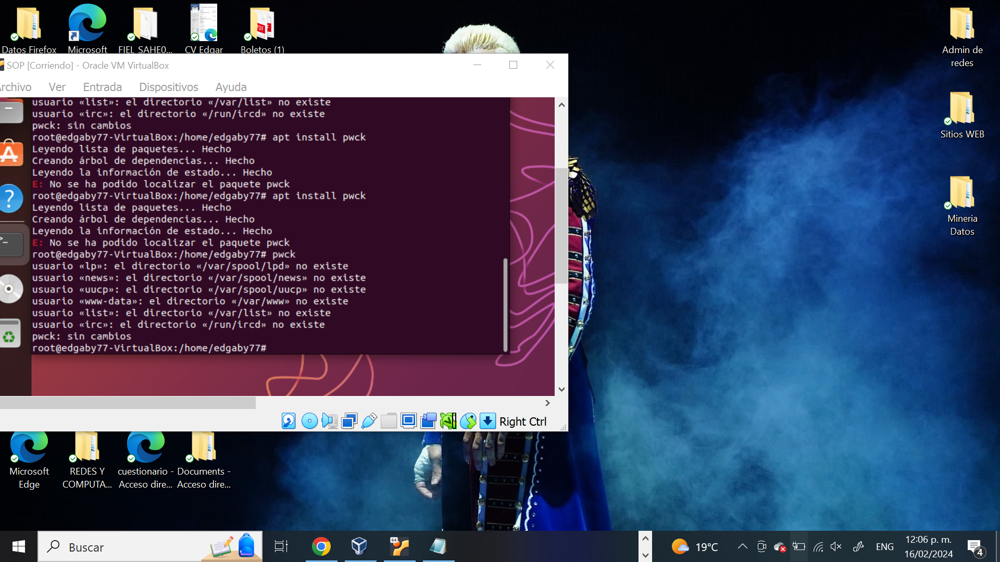 Datos Firefox
Microsoft
FIEL_SAHE0...
CV Edgar
Boletos (1)
Admin de
redes
SOP [Corriendo] - Oracle VM VirtualBox
rchivo Ver Entrada Dispositivos Ayuda
usuario «list»: el directorio «/var/list» no existe
usuario «irc»: el directorio «/run/ircd» no existe
pwck: sin cambios
root@edgaby77-VirtualBox:/home/edgaby77# apt install pwck
Leyendo lista de paquetes... Hecho
Creando árbol de dependencias... Hecho
Leyendo la información de estado... Hecho
E: No se ha podido localizar el paquete pwck
root@edgaby77-VirtualBox:/home/edgaby77# apt install pwck
Leyendo lista de paquetes... Hecho
Creando árbol de dependencias... Hecho
Leyendo la información de estado... Hecho
E: No se ha podido localizar el paquete pwck
root@edgaby77-VirtualBox:/home/edgaby77# pwck
usuario «lp»: el directorio «/var/spool/lpd» no existe
usuario «news»: el directorio «/var/spool/news» no existe
usuario «uucp»: el directorio «/var/spool/uucp» no existe
usuario «www-data»: el directorio «/var/www» no existe
usuario «list»: el directorio «/var/list» no existe
usuario «irc»: el directorio «/run/ircd» no existe
pwck: sin cambios
root@edgaby77-VirtualBox:/home/edgaby77#
Right Ctrl
Sitios WEB
Mineria
Datos
Microsoft
Edge
REDES Y
COMPUTA...
cuestionario -
Acceso dire...
Documents -
Acceso dire...
Buscar
64
19°C
ENG
12:06 p. m.
16/02/2024
4